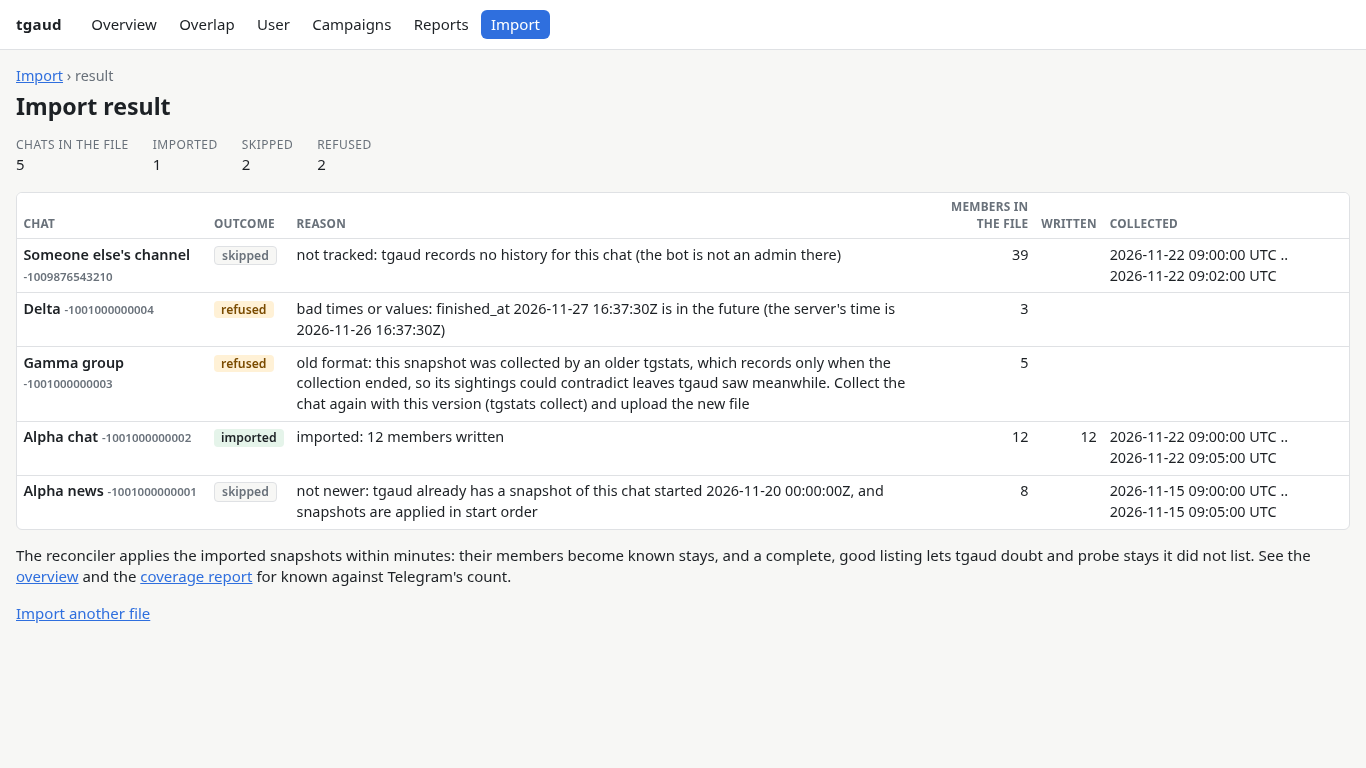 tgaud Overview Overlap User Campaigns Reports Import
Import › result
Import result
CHATS IN THE FILE IMPORTED SKIPPED REFUSED
5 1 2 2
MEMBERS IN
CHAT OUTCOME REASON THE FILE WRITTEN COLLECTED
Someone else's channel skipped not tracked: tgaud records no history for this chat (the bot is not an admin there) 39 2026-11-22 09:00:00 UTC ..
-1009876543210 2026-11-22 09:02:00 UTC
Delta -1001000000004 refused bad times or values: finished_at 2026-11-27 16:37:30Z is in the future (the server's time is 3
2026-11-26 16:37:30Z)
Gamma group refused old format: this snapshot was collected by an older tgstats, which records only when the 5
-1001000000003 collection ended, so its sightings could contradict leaves tgaud saw meanwhile. Collect the
chat again with this version (tgstats collect) and upload the new file
Alpha chat -1001000000002 imported imported: 12 members written 12 12 2026-11-22 09:00:00 UTC ..
2026-11-22 09:05:00 UTC
Alpha news -1001000000001 skipped not newer: tgaud already has a snapshot of this chat started 2026-11-20 00:00:00Z, and 8 2026-11-15 09:00:00 UTC ..
snapshots are applied in start order 2026-11-15 09:05:00 UTC
The reconciler applies the imported snapshots within minutes: their members become known stays, and a complete, good listing lets tgaud doubt and probe stays it did not list. See the
overview and the coverage report for known against Telegram's count.
Import another file